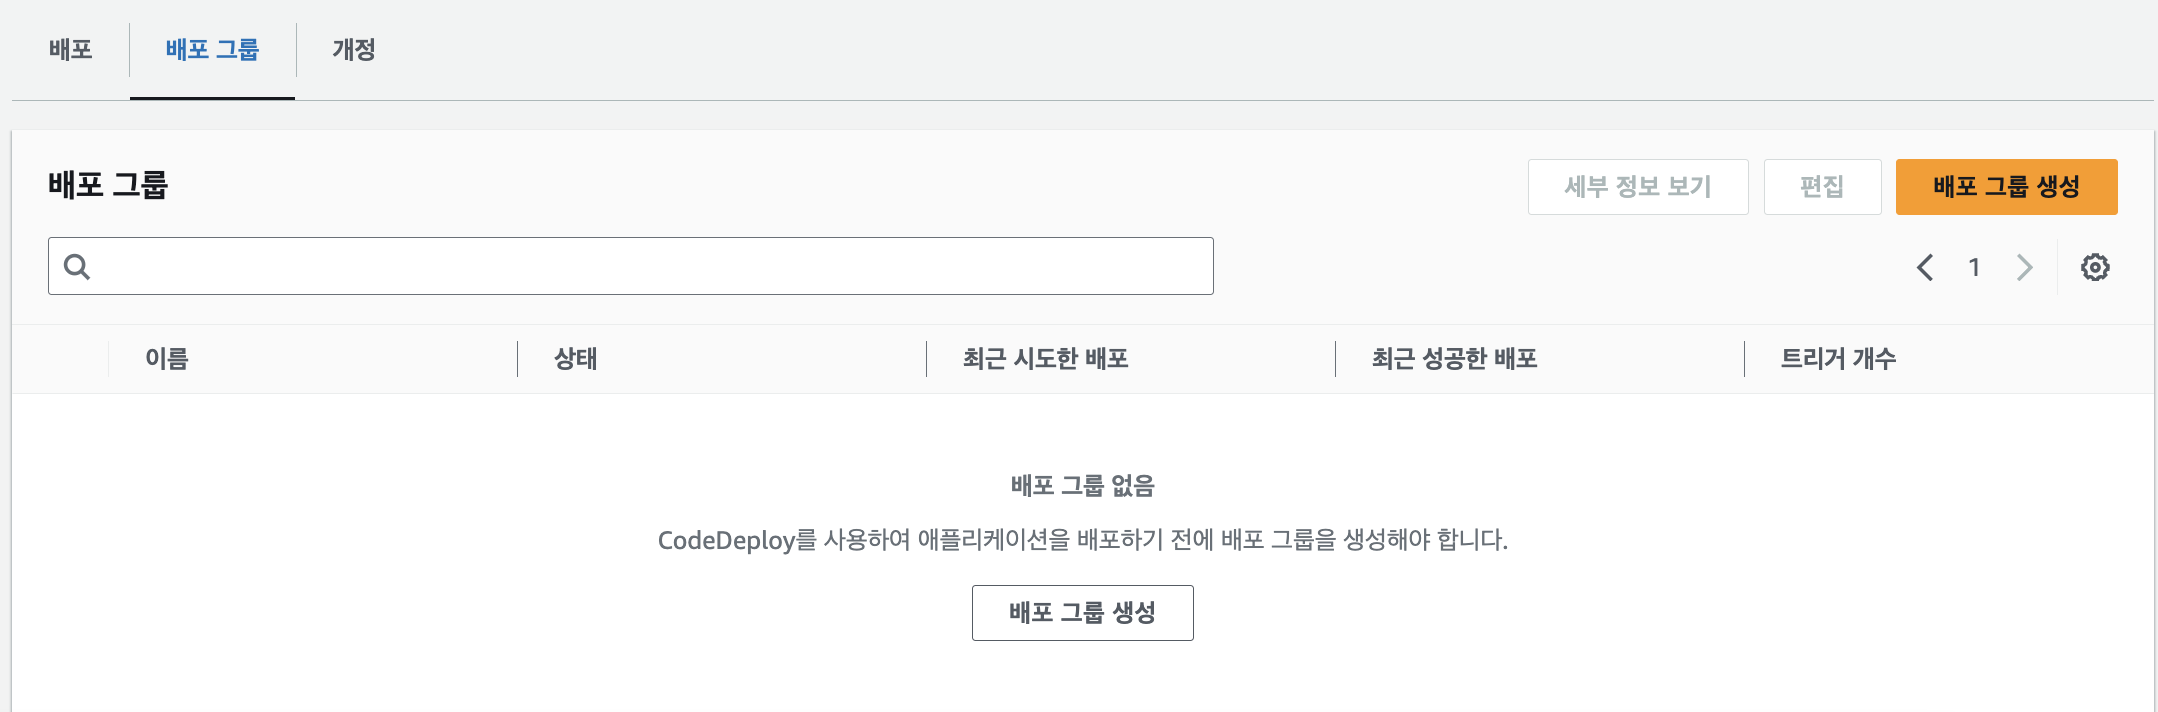 배포
배포 그룹
개정
배포 그룹
세부 정보 보기
편집
배포 그룹 생성
1
이름
상태
최근 시도한 배포
최근 성공한 배포
트리거 개수
배포 그룹 없음
CodeDeploy를 사용하여 애플리케이션을 배포하기 전에 배포 그룹을 생성해야 합니다.
배포 그룹 생성